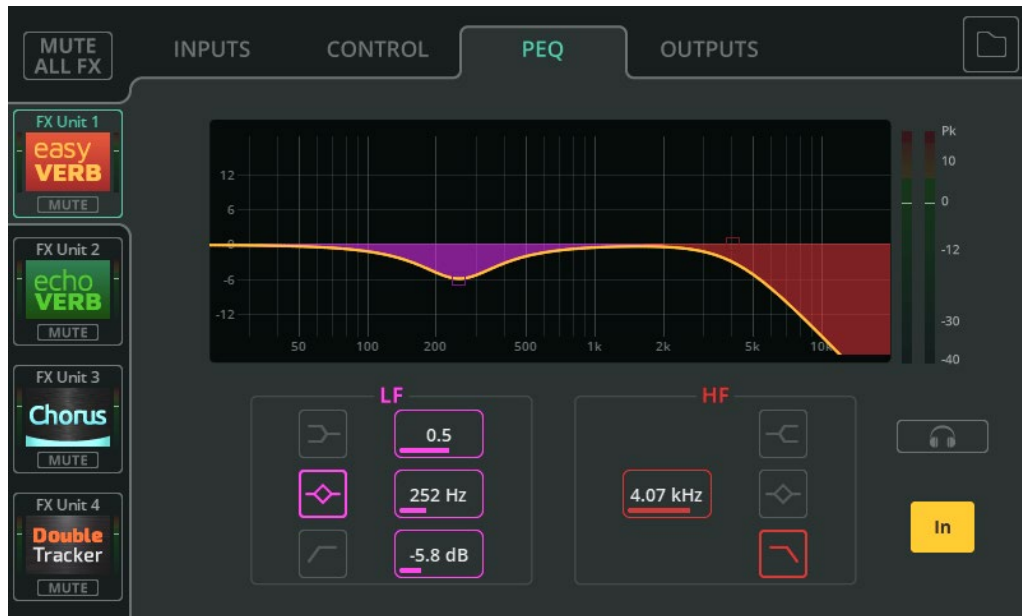 MUTE
ALL FX
INPUTS
CONTROL
PEQ
OUTPUTS
FX Unit 1
easy
VERB
MUTE
FX Unit 2
echo
VERB
MUTE
FX Unit 3
Chorus
MUTE
FX Unit 4
Double
Tracker
MUTE
12
6
0
-6
-12
50 100 200 500 1k 2k 5k 10k
Pk
10
0
-12
-30
-40
LF
0.5
252 Hz
-5.8 dB
HF
4.07 kHz
In